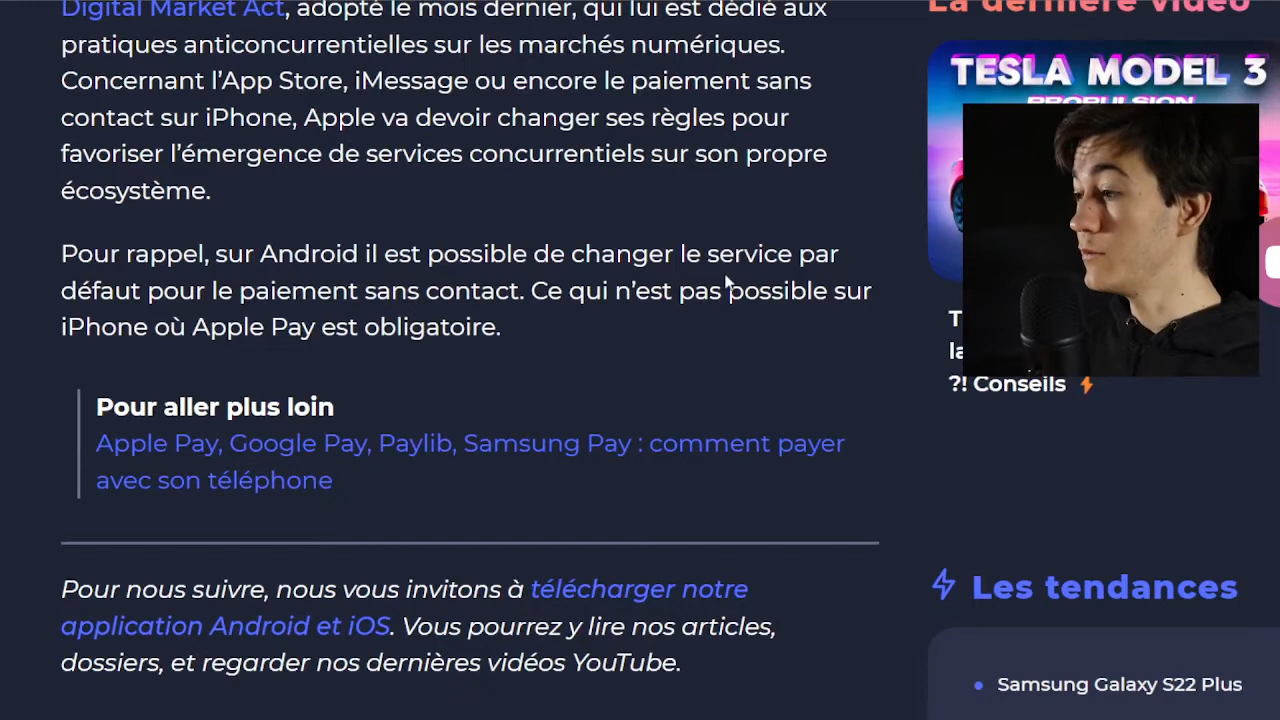 Digital Market Act, adopté le mois dernier, qui lui est dédié aux
pratiques anticoncurrentielles sur les marchés numériques.
Concernant l’App Store, iMessage ou encore le paiement sans
contact sur iPhone, Apple va devoir changer ses règles pour
favoriser l’émergence de services concurrentiels sur son propre
écosystème.
Pour rappel, sur Android il est possible de changer le service par
défaut pour le paiement sans contact. Ce qui n’est pas possible sur
iPhone où Apple Pay est obligatoire.
Pour aller plus loin
Apple Pay, Google Pay, Paylib, Samsung Pay : comment payer
avec son téléphone
Pour nous suivre, nous vous invitons à télécharger notre
application Android et iOS. Vous pourrez y lire nos articles,
dossiers, et regarder nos dernières vidéos YouTube.
La dernière vidéo
TESLA MODEL 3
PROPULSION
?! Conseils
Les tendances
Samsung Galaxy S22 Plus